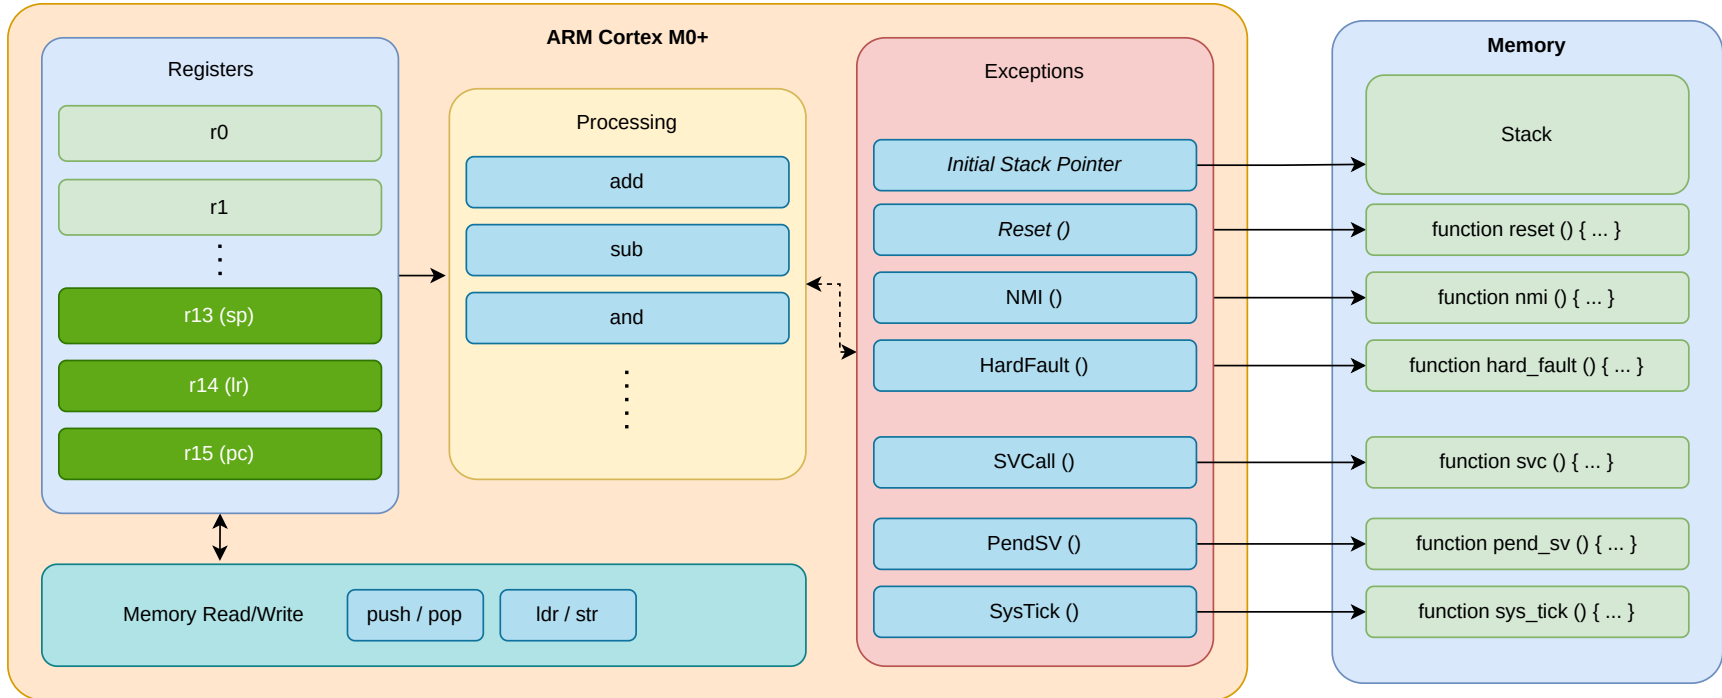 ARM Cortex M0+
Registers
r0
r1
r13 (sp)
r14 (lr)
r15 (pc)
Processing
add
sub
and
Memory Read/Write
push / pop
ldr / str
Exceptions
Initial Stack Pointer
Reset ()
NMI ()
HardFault ()
SVCall ()
PendSV ()
SysTick ()
Memory
Stack
function reset () { ... }
function nmi () { ... }
function hard_fault () { ... }
function svc () { ... }
function pend_sv () { ... }
function sys_tick () { ... }